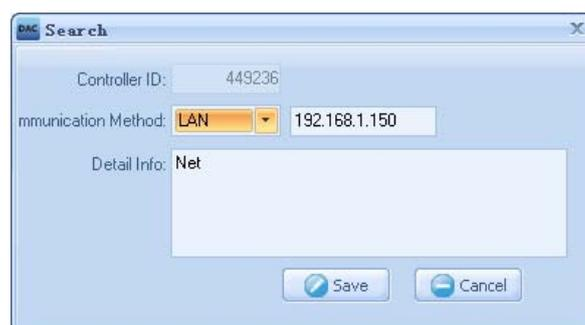 DAC Search
Controller ID: 449236
mmunication Method: LAN 192.168.1.150
Detail Info: Net
Save Cancel